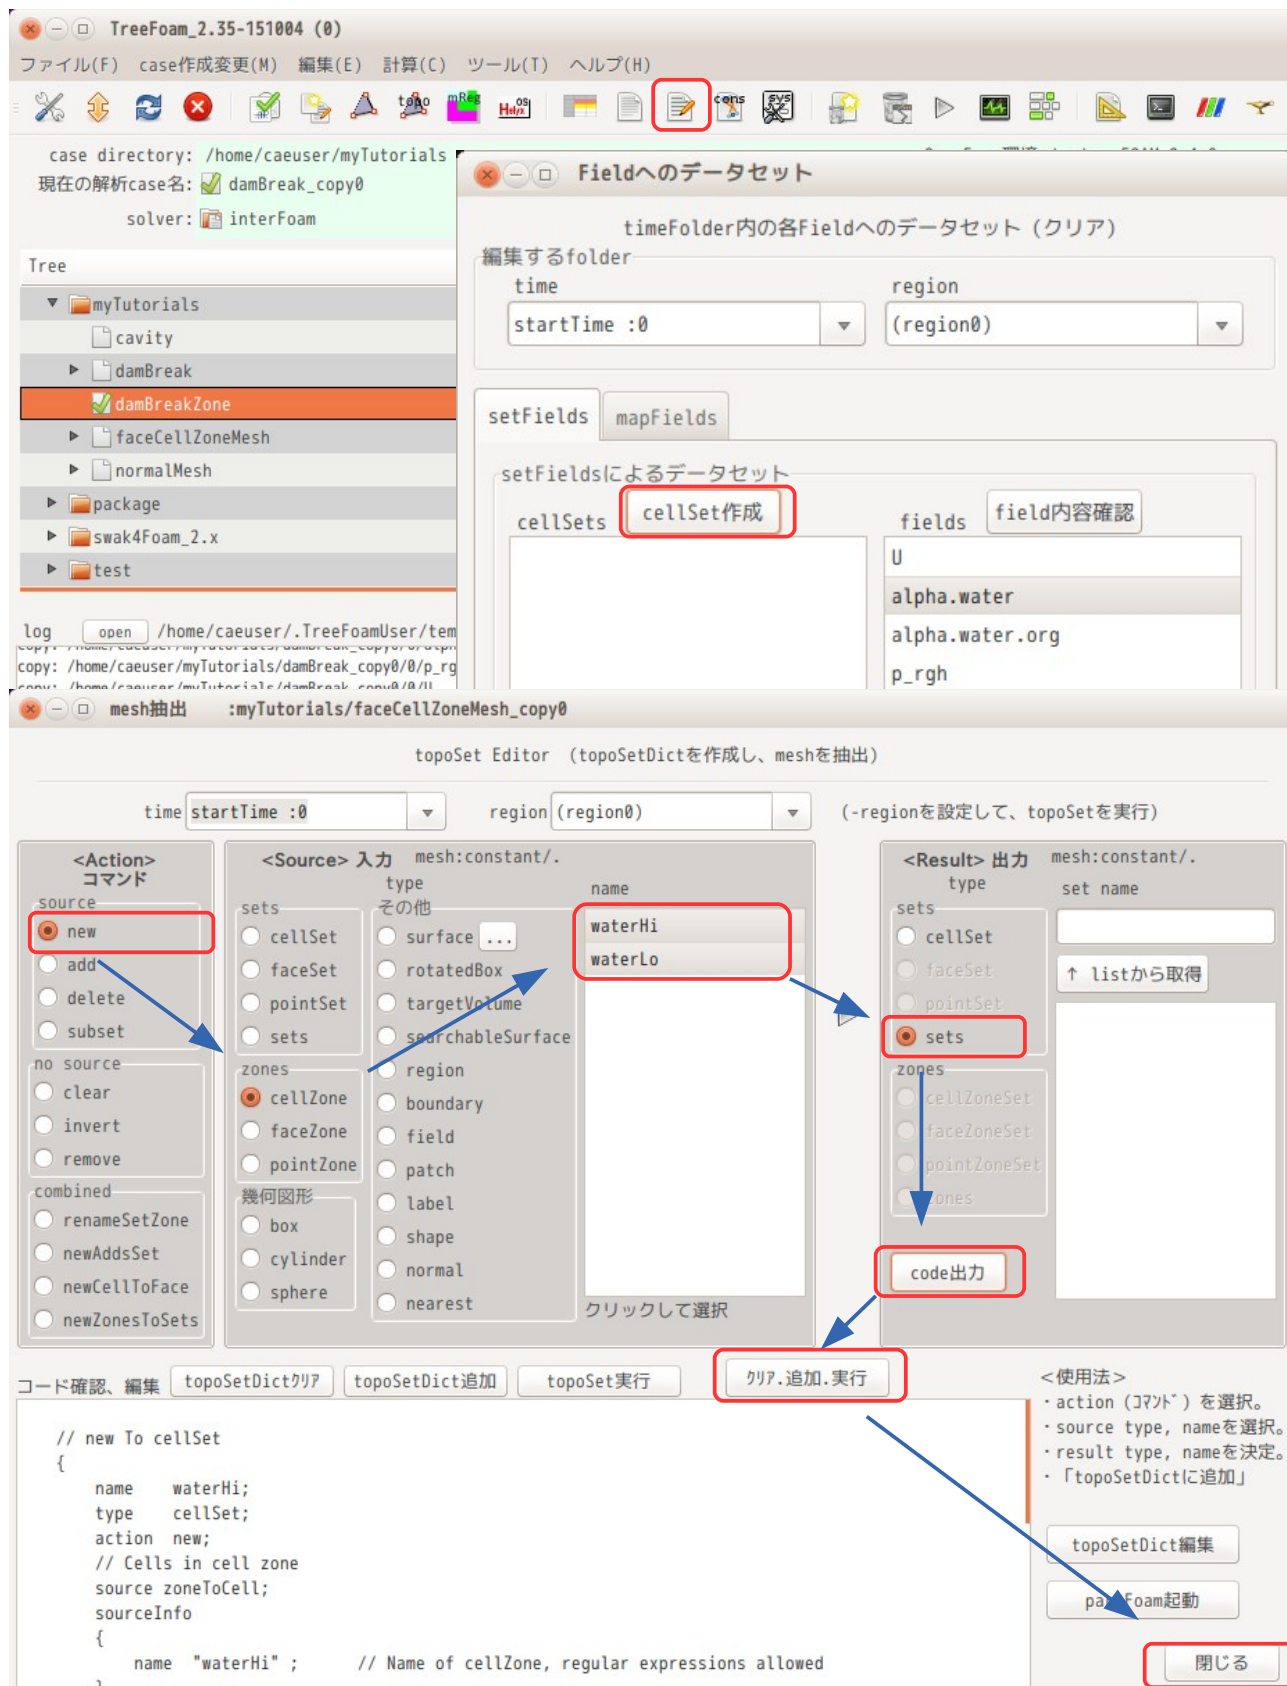 TreeFoam_2.35-151004 (0)
ファイル(F) case作成変更(M) 編集(E) 計算(C) ツール(T) ヘルプ(H)
topo mReg HelyxOS cons sys
case directory: /home/caeuser/myTutorials
現在の解析case名: damBreak_copy0
solver: interFoam
Tree
myTutorials
cavity
damBreak
damBreakZone
faceCellZoneMesh
normalMesh
package
swak4Foam_2.x
test
log open /home/caeuser/.TreeFoamUser/tem
copy: /home/caeuser/myTutorials/damBreak_copy0/0/p_rg
copy: /home/caeuser/myTutorials/damBreak_copy0/0/U
Fieldへのデータセット
timeFolder内の各Fieldへのデータセット (クリア)
編集するfolder
time region
startTime :0 (region0)
setFields mapFields
setFieldsによるデータセット
cellSets cellSet作成 fields field内容確認
U
alpha.water
alpha.water.org
p_rgh
mesh抽出 :myTutorials/faceCellZoneMesh_copy0
topoSet Editor (topoSetDictを作成し、meshを抽出)
time startTime :0 region (region0) (-regionを設定して、topoSetを実行)
<Action>
コマンド
source
new
add
delete
subset
no source
clear
invert
remove
combined
renameSetZone
newAddsSet
newCellToFace
newZonesToSets
<Source> 入力 mesh:constant/.
type
sets
cellSet
faceSet
pointSet
sets
zones
cellZone
faceZone
pointZone
幾何図形
box
cylinder
sphere
その他
surface ...
rotatedBox
targetVolume
searchableSurface
region
boundary
field
patch
label
shape
normal
nearest
name
waterHi
waterLo
クリックして選択
<Result> 出力 mesh:constant/.
type set name
sets
cellSet
faceSet
pointSet
sets
zones
cellZoneSet
faceZoneSet
pointZoneSet
zones
↑ listから取得
code出力
コード確認、編集 topoSetDictｸﾘｱ topoSetDict追加 topoSet実行 ｸﾘｱ.追加.実行
// new To cellSet
{
name waterHi;
type cellSet;
action new;
// Cells in cell zone
source zoneToCell;
sourceInfo
{
name "waterHi" ; // Name of cellZone, regular expressions allowed
<使用法>
・action (ｺﾏﾝﾄﾞ) を選択。
・source type, nameを選択。
・result type, nameを決定。
・「topoSetDictに追加」
topoSetDict編集
Foam起動
閉じる